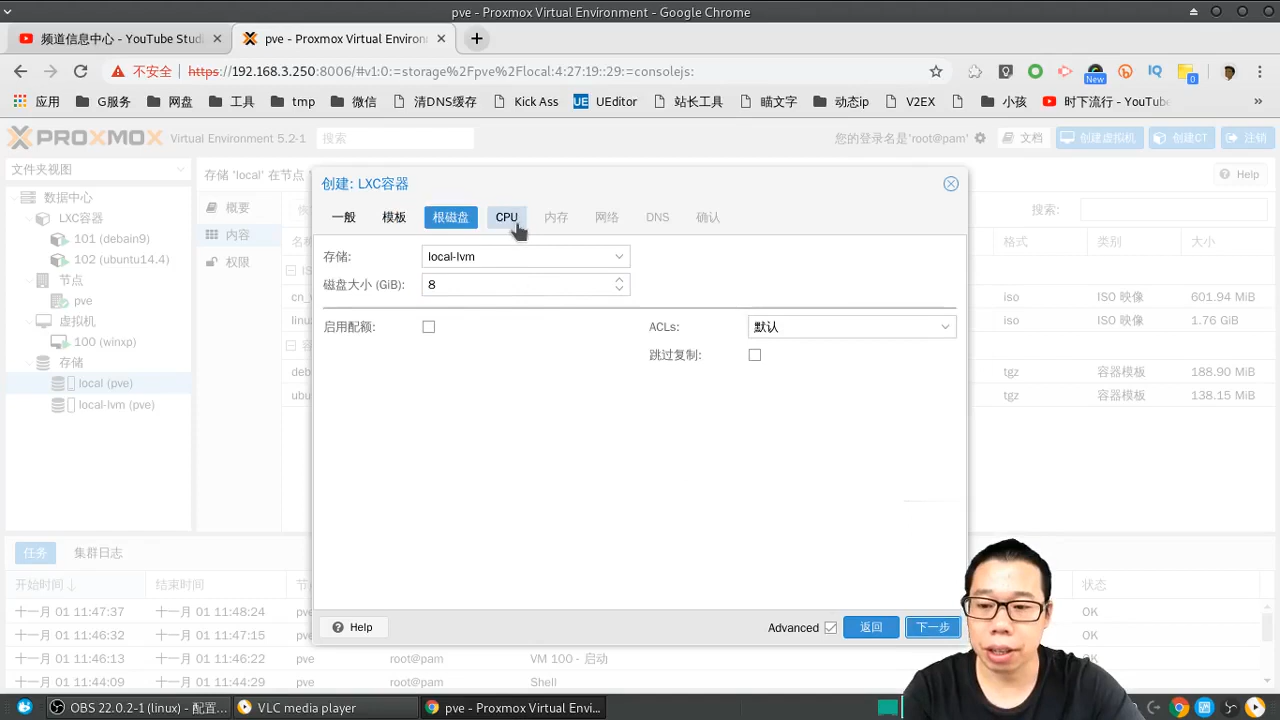 pve - Proxmox Virtual Environment - Google Chrome
频道信息中心 - YouTube Stud
pve - Proxmox Virtual Environ
不安全
https://192.168.3.250:8006/#v1:0:=storage%2Fpve%2Flocal:4:27:19::29:=consolejs:
New
IQ
0
应用
G服务
网盘
工具
tmp
微信
清DNS缓存
Kick Ass
UE
UEditor
站长工具
瞄文字
动态ip
V2EX
小孩
时下流行 - YouTube
»
PROXMOX
Virtual Environment 5.2-1
搜索
您的登录名是'root@pam'
文档
创建虚拟机
创建CT
注销
文件夹视图
存储 'local' 在节点
Help
数据中心
LXC容器
101 (debain9)
102 (ubuntu14.4)
节点
pve
虚拟机
100 (winxp)
存储
local (pve)
local-lvm (pve)
概要
内容
权限
搜索:
格式
类别
大小
cn_
iso
ISO 映像
601.94 MiB
linu
iso
ISO 映像
1.76 GiB
deb
tgz
容器模板
188.90 MiB
ubu
tgz
容器模板
138.15 MiB
创建: LXC容器
一般
模板
根磁盘
CPU
内存
网络
DNS
确认
存储:
local-lvm
磁盘大小 (GiB):
8
启用配额:
ACLs:
默认
跳过复制:
Help
Advanced
返回
下一步
任务
集群日志
开始时间
结束时间
状态
十一月 01 11:47:37
十一月 01 11:48:24
pve
OK
十一月 01 11:46:32
十一月 01 11:47:15
pve
OK
十一月 01 11:46:13
十一月 01 11:46:22
pve
root@pam
VM 100 - 启动
OK
十一月 01 11:44:09
十一月 01 11:44:29
pve
root@pam
Shell
OBS 22.0.2-1 (linux) - 配置...
VLC media player
pve - Proxmox Virtual Envi...